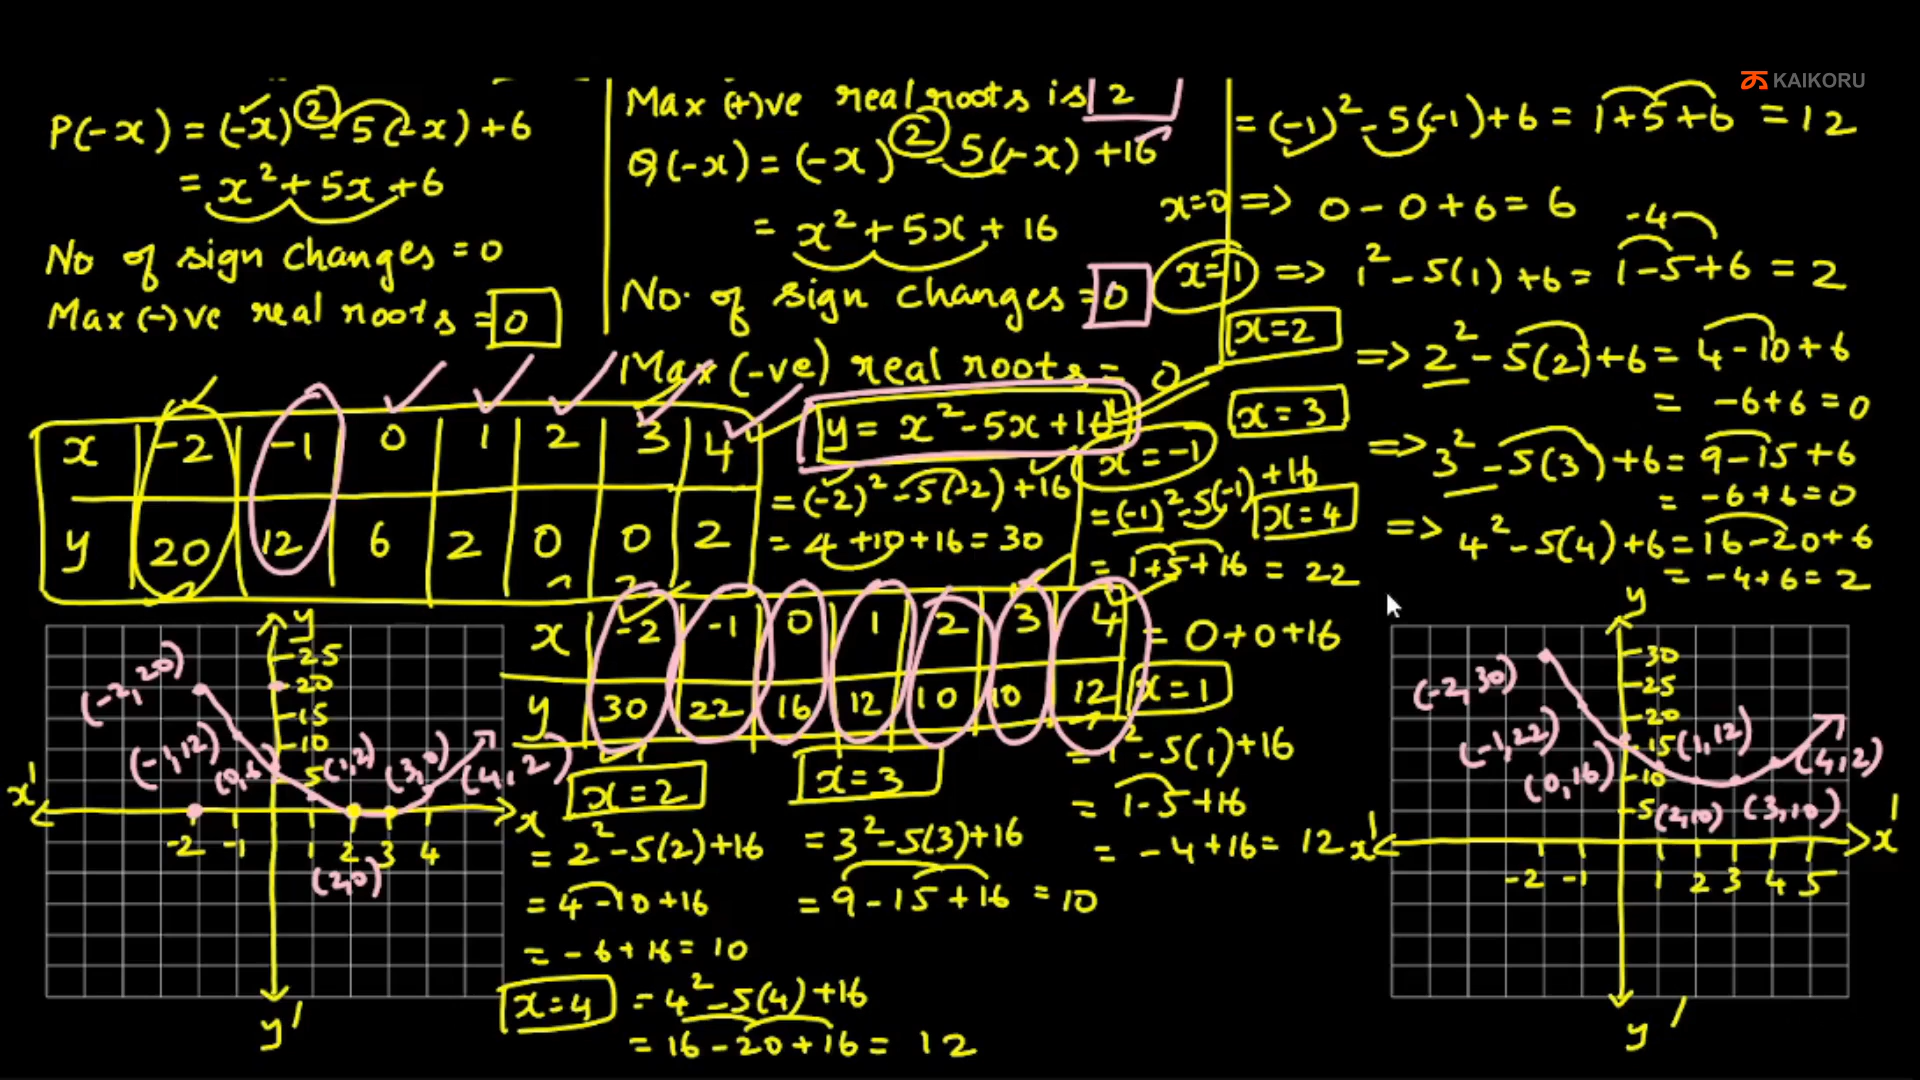 KAIKORU
P(-x) = (-x)² - 5(-x) + 6
= x² + 5x + 6
No of sign changes = 0
Max (-)ve real roots = 0
Max (+)ve real roots is 2
Q(-x) = (-x)² - 5(-x) + 16
= x² + 5x + 16
No. of sign changes = 0
Max (-ve) real roots = 0
= (-1)² - 5(-1) + 6 = 1 + 5 + 6 = 12
x=0 => 0 - 0 + 6 = 6
-4
x=1 => 1² - 5(1) + 6 = 1 - 5 + 6 = 2
x=2
=> 2² - 5(2) + 6 = 4 - 10 + 6
= -6+6 = 0
x = 3
=> 3² - 5(3) + 6 = 9 - 15 + 6
= -6+6 = 0
x=4
=> 4² - 5(4) + 6 = 16 - 20 + 6
= -4+6 = 2
x -2 -1 0 1 2 3 4
y 20 12 6 2 0 0 2
y = x² - 5x + 16
= (-2)² - 5(-2) + 16
= 4 + 10 + 16 = 30
x = -1
= (-1)² - 5(-1) + 16
= 1 + 5 + 16 = 22
x -2 -1 0 1 2 3 4
y 30 22 16 12 10 10 12
= 0 + 0 + 16
x = 1
= 1² - 5(1) + 16
= 1 - 5 + 16
= -4 + 16 = 12
x = 2
= 2² - 5(2) + 16
= 4 - 10 + 16
= -6 + 16 = 10
x = 3
= 3² - 5(3) + 16
= 9 - 15 + 16 = 10
x = 4
= 4² - 5(4) + 16
= 16 - 20 + 16 = 12
y
25
20
15
10
5
(-2, 20)
(-1, 12)
(1, 2)
(3, 0)
(4, 2)
x'
x
-2 -1 1 2 3 4
(2,0)
y'
y
30
25
20
15
10
5
(-2, 30)
(-1, 22)
(0, 16)
(1, 12)
(4, 2)
(2,10) (3,10)
x'
x'
-2 -1 1 2 3 4 5
y'